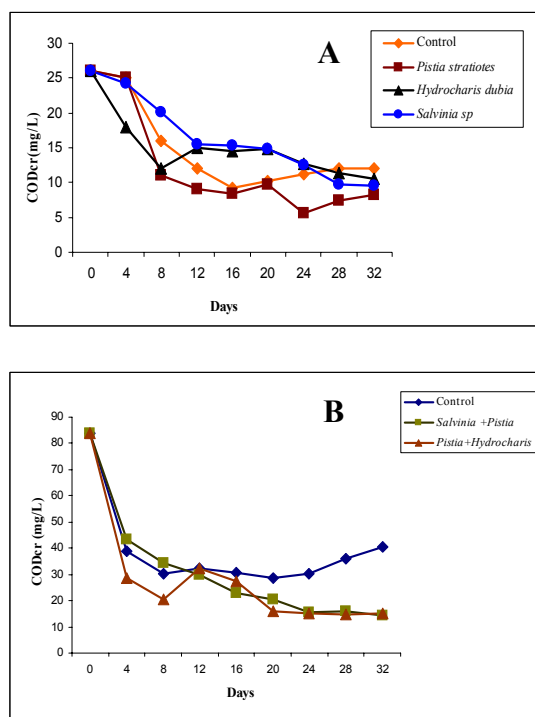 A
30
25
20
15
10
5
0
CODcr(mg/L)
0 4 8 12 16 20 24 28 32
Days
Control
Pistia stratiotes
Hydrocharis dubia
Salvinia sp
B
90
80
70
60
50
40
30
20
10
0
CODcr (mg/L)
0 4 8 12 16 20 24 28 32
Days
Control
Salvinia +Pistia
Pistia+Hydrocharis